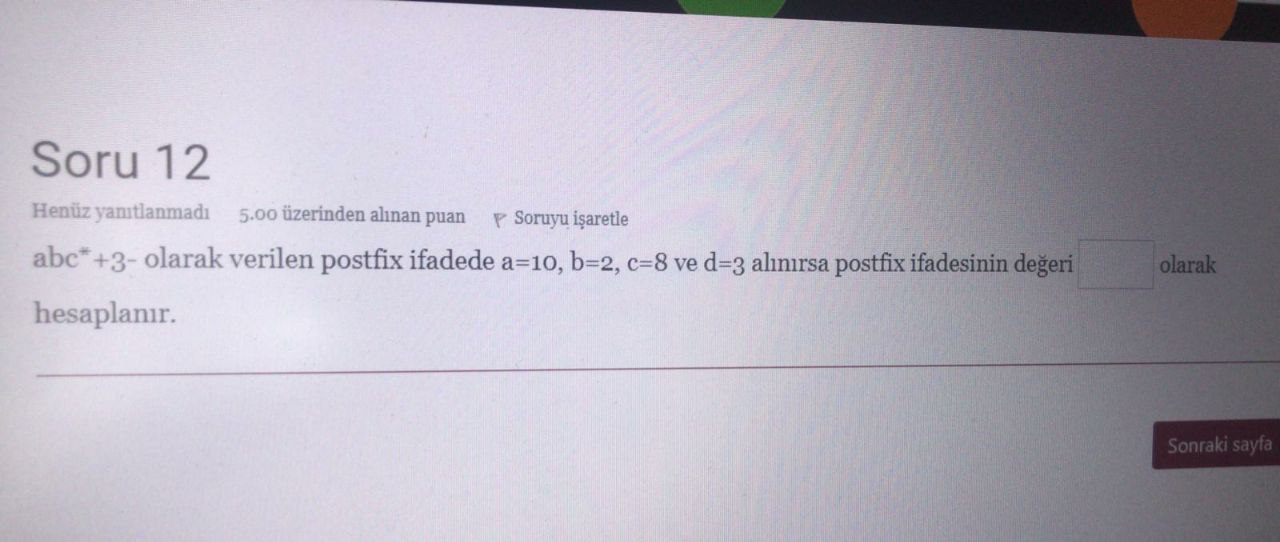 Soru 12
Henüz yanıtlanmadı 5.00 üzerinden alınan puan Soruyu işaretle
abc*+3- olarak verilen postfix ifadede a=10, b=2, c=8 ve d=3 alınırsa postfix ifadesinin değeri olarak
hesaplanır.
Sonraki sayfa